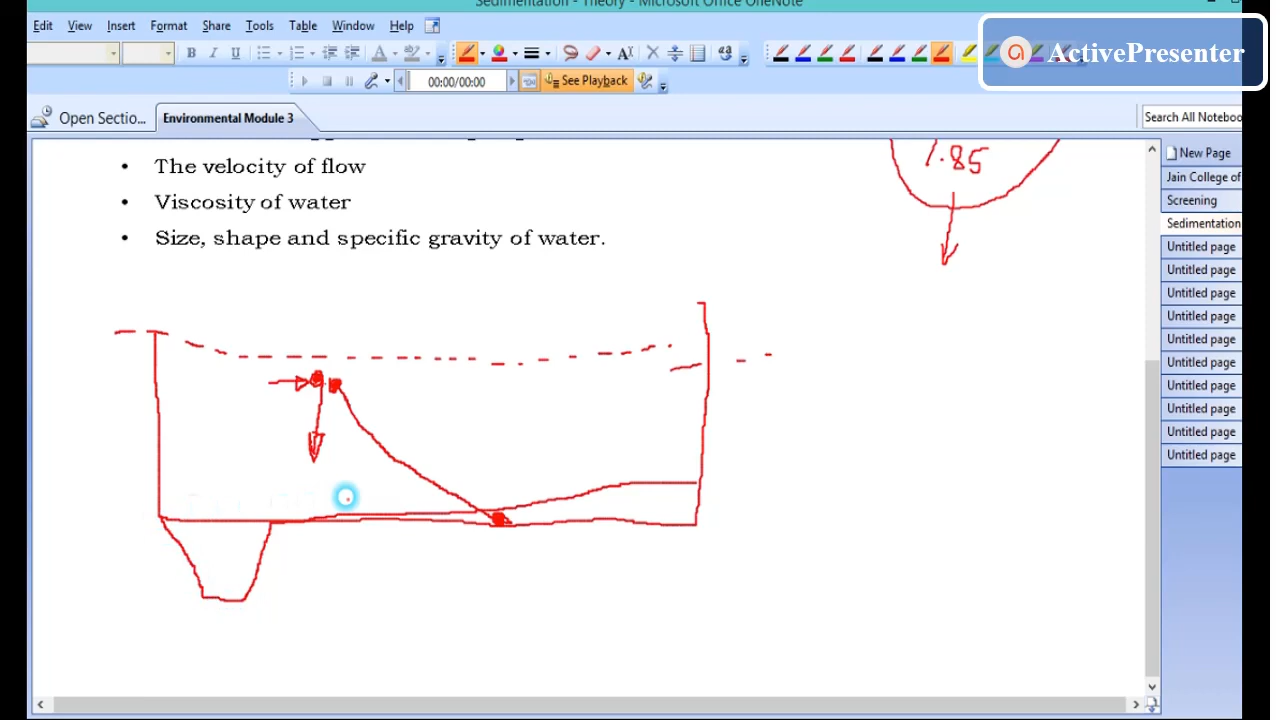 Sedimentation - Theory - Microsoft Office OneNote
Edit View Insert Format Share Tools Table Window Help
ActivePresenter
B I U
00:00/00:00 See Playback
Open Sectio... Environmental Module 3
Search All Noteboo
The velocity of flow
Viscosity of water
Size, shape and specific gravity of water.
1.85
New Page
Jain College of
Screening
Sedimentation
Untitled page
Untitled page
Untitled page
Untitled page
Untitled page
Untitled page
Untitled page
Untitled page
Untitled page
Untitled page